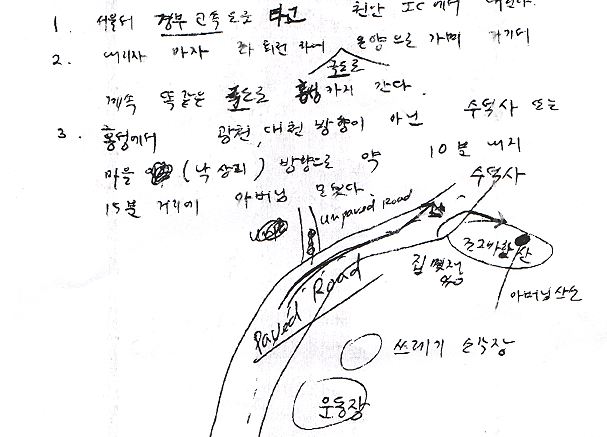 1. 서울서 경부고속도로 타고 천안 IC에서 내린다.
2. 내리자 마자 좌회전 하여 온양으로 가며 거기서
국도로
계속 똑같은 국도로 홍성까지 간다.
3. 홍성에서 광천, 대천 방향이 아닌 수덕사 또는
마을 (낙상리) 방향으로 약 10분 내지
15분 거리에 아버님 묘 있다.
수덕사
unpaved Road
Paved Road
집 몇채
조그마한 산
아버님 산소
쓰레기 소각장
운동장